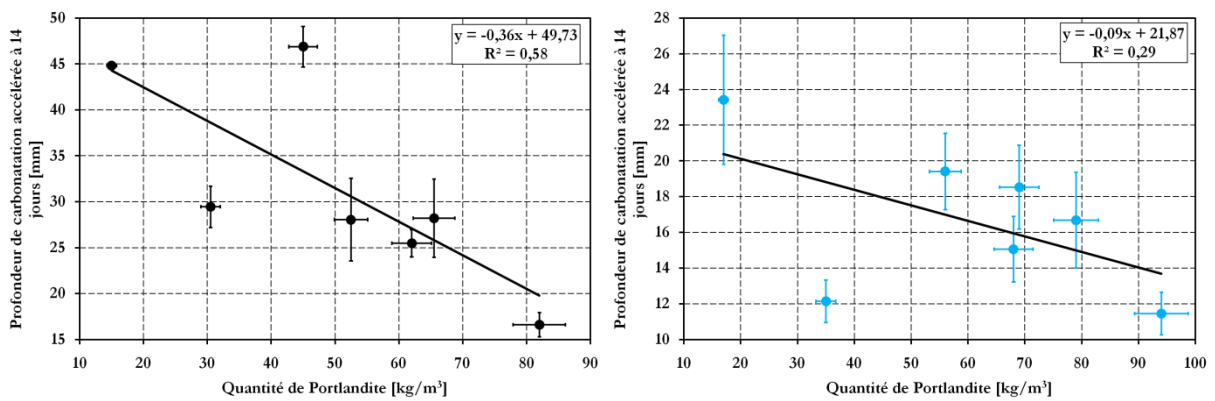 Profondeur de carbonatation accélérée à 14
jours [mm]
50
45
40
35
30
25
20
15
y = -0,36x + 49,73
R² = 0,58
10 20 30 40 50 60 70 80 90
Quantité de Portlandite [kg/m³]
Profondeur de carbonatation accélérée à 14
jours [mm]
28
26
24
22
20
18
16
14
12
10
y = -0,09x + 21,87
R² = 0,29
10 20 30 40 50 60 70 80 90 100
Quantité de Portlandite [kg/m³]